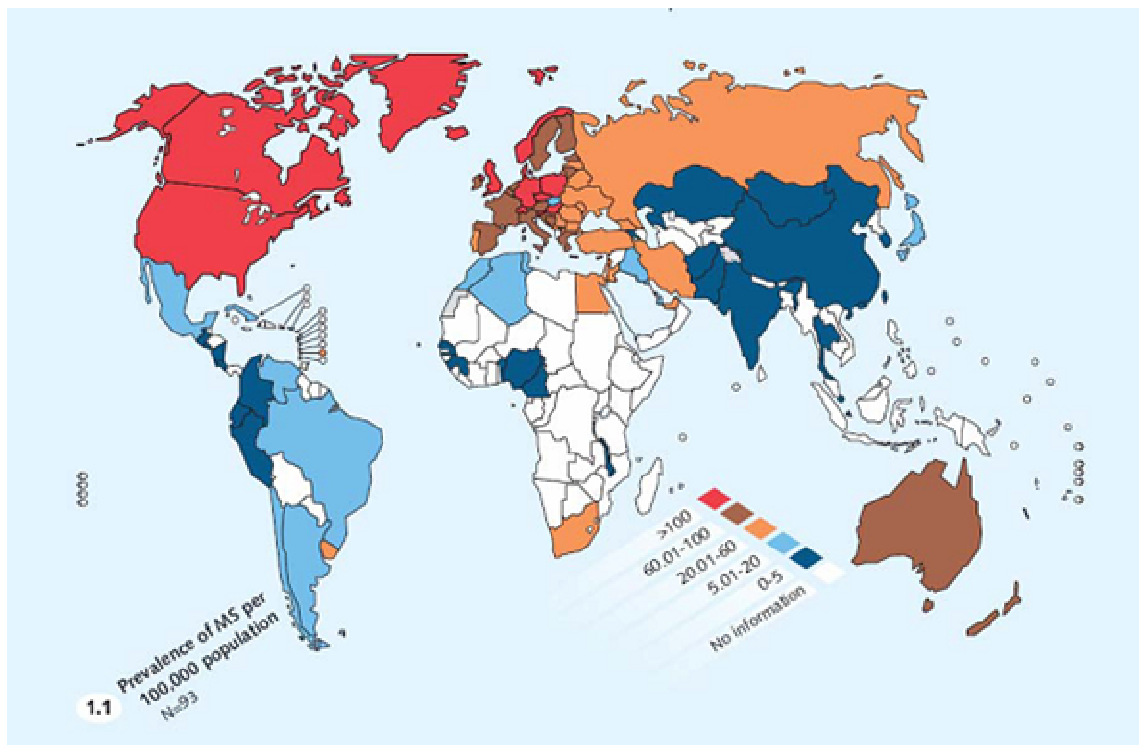 >100
60.01-100
20.01-60
5.01-20
0-5
No information
Prevalence of MS per
100,000 population
N=93
1.1